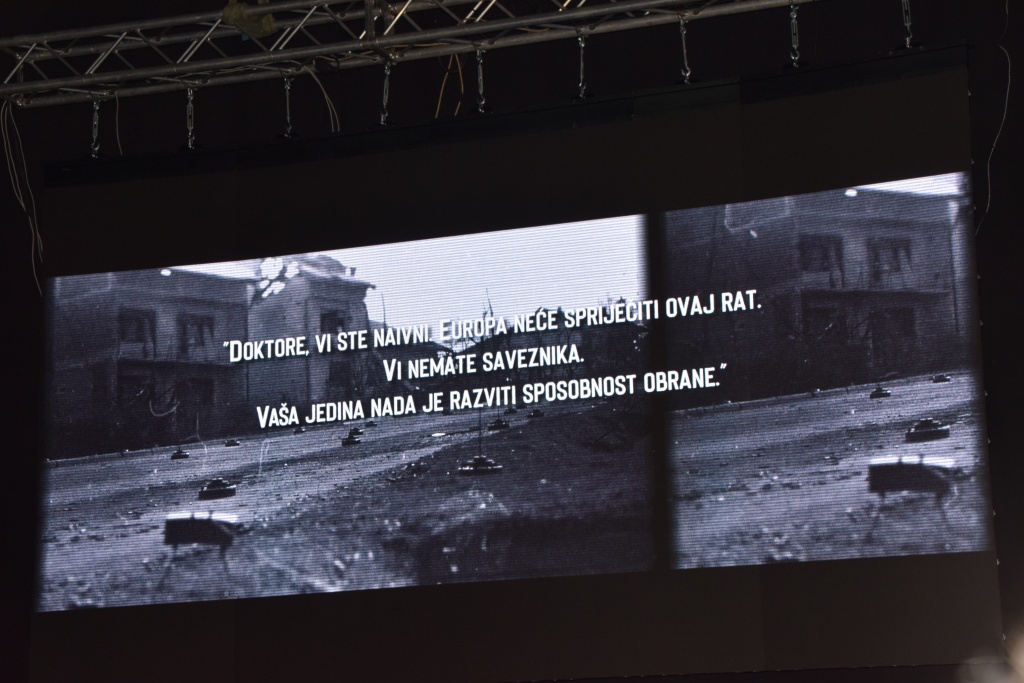 "Doktore, vi ste naivni. Europa neće spriječiti ovaj rat.
Vi nemate saveznika.
Vaša jedina nada je razviti sposobnost obrane."